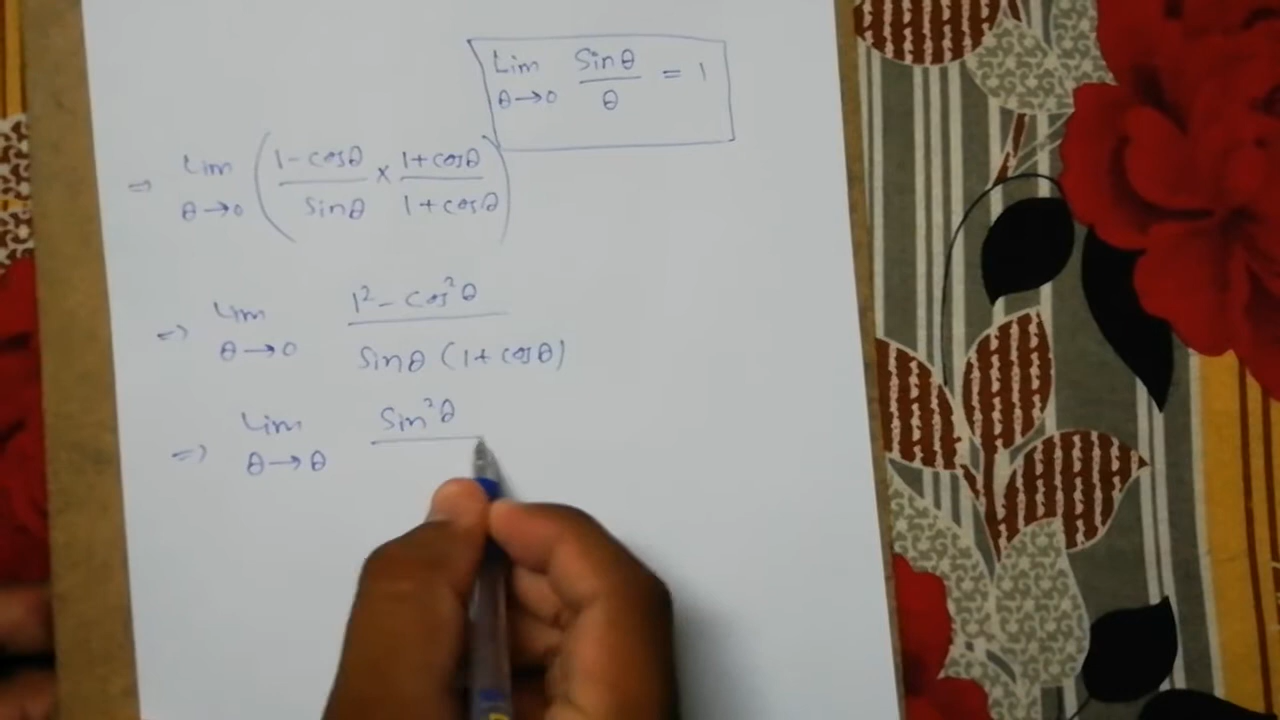 Lim θ→0 Sinθ/θ = 1
⇒ Lim θ→0 (1-cosθ/sinθ × 1+cosθ/1+cosθ)
⇒ Lim θ→0 1² - cos²θ / sinθ (1+cosθ)
⇒ Lim θ→θ Sin²θ